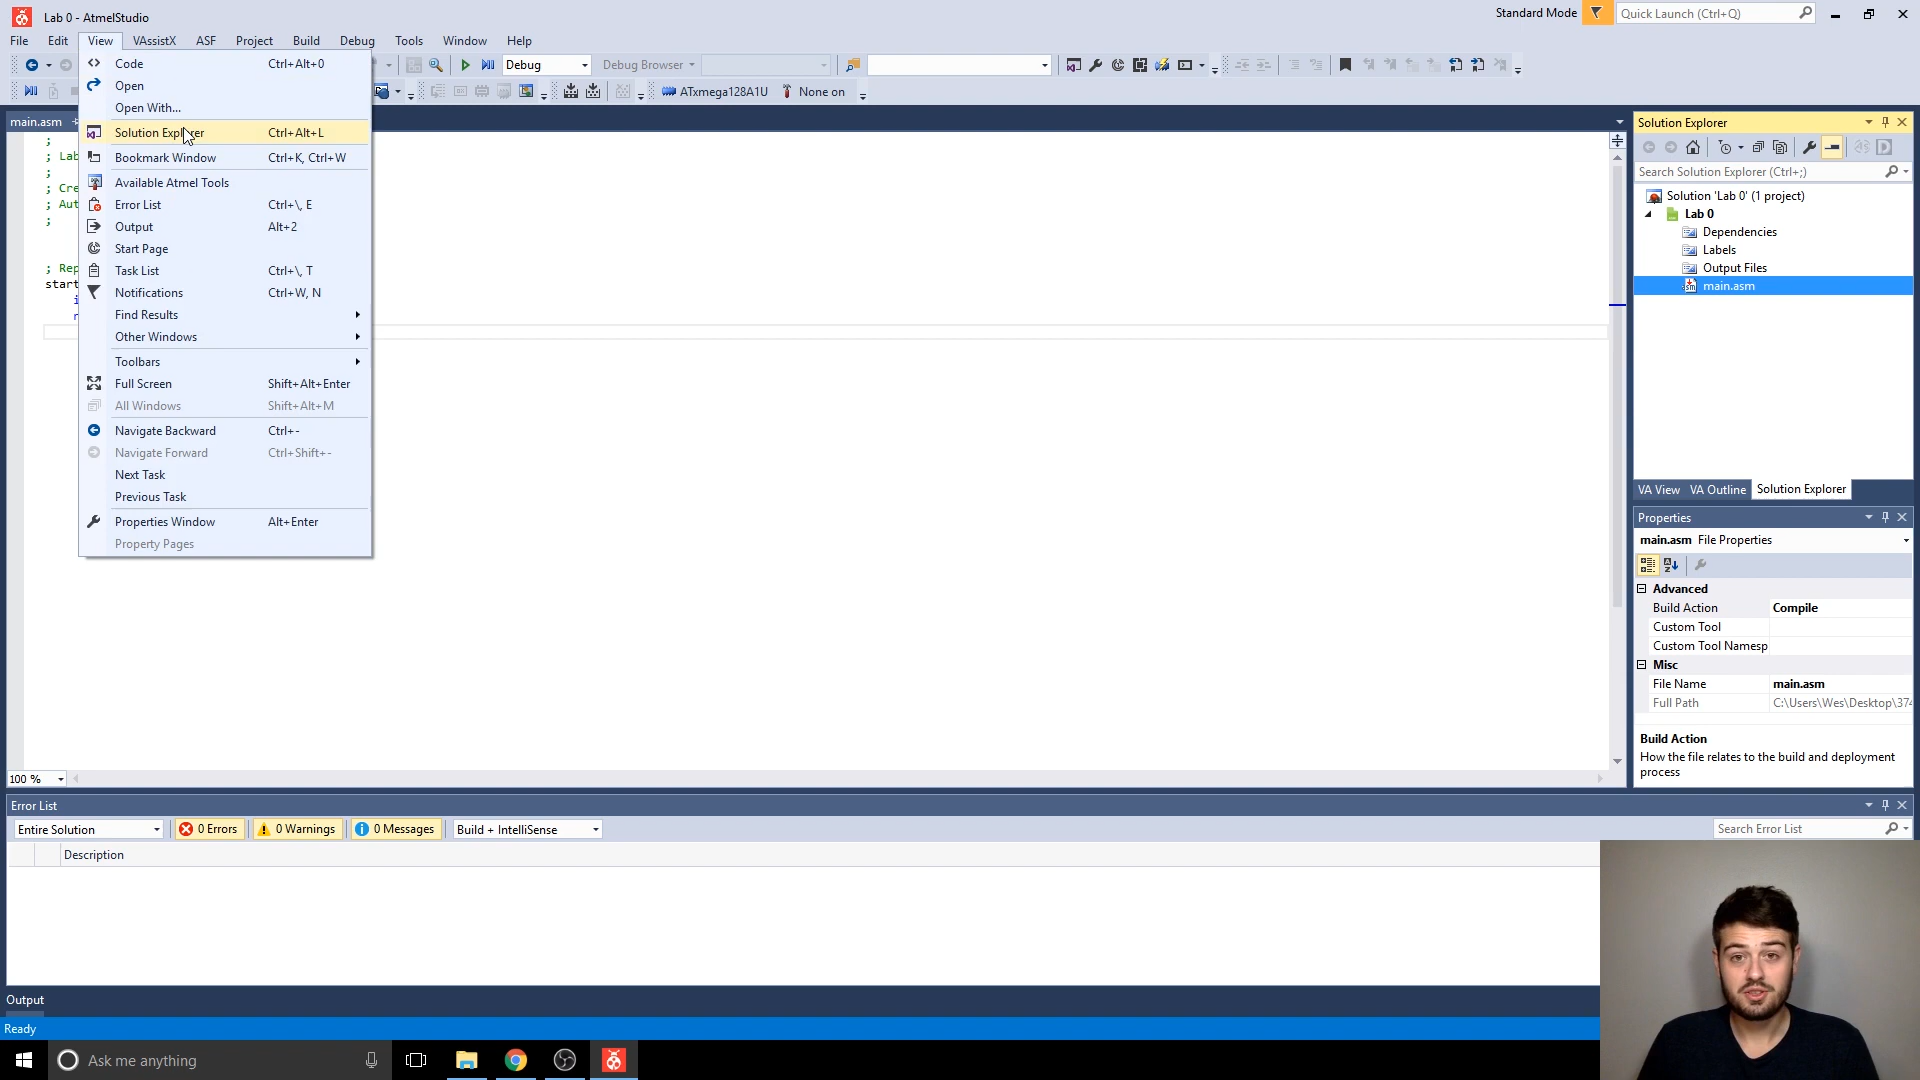 Lab 0 - AtmelStudio
Standard Mode
Quick Launch (Ctrl+Q)
File Edit View VAssistX ASF Project Build Debug Tools Window Help
Debug
Debug Browser
ATxmega128A1U
None on
main.asm
Code Ctrl+Alt+0
Open
Open With...
Solution Explorer Ctrl+Alt+L
Bookmark Window Ctrl+K, Ctrl+W
Available Atmel Tools
Error List Ctrl+\, E
Output Alt+2
Start Page
Task List Ctrl+\, T
Notifications Ctrl+W, N
Find Results
Other Windows
Toolbars
Full Screen Shift+Alt+Enter
All Windows Shift+Alt+M
Navigate Backward Ctrl+-
Navigate Forward Ctrl+Shift+-
Next Task
Previous Task
Properties Window Alt+Enter
Property Pages
;
; Lab
;
; Cre
; Aut
;
; Rep
start
100 %
Solution Explorer
Search Solution Explorer (Ctrl+;)
Solution 'Lab 0' (1 project)
Lab 0
Dependencies
Labels
Output Files
main.asm
VA View VA Outline Solution Explorer
Properties
main.asm File Properties
Advanced
Build Action Compile
Custom Tool
Custom Tool Namesp
Misc
File Name main.asm
Full Path C:\Users\Wes\Desktop\374
Build Action
How the file relates to the build and deployment
process
Error List
Entire Solution
0 Errors
0 Warnings
0 Messages
Build + IntelliSense
Search Error List
Description
Output
Ready
Ask me anything